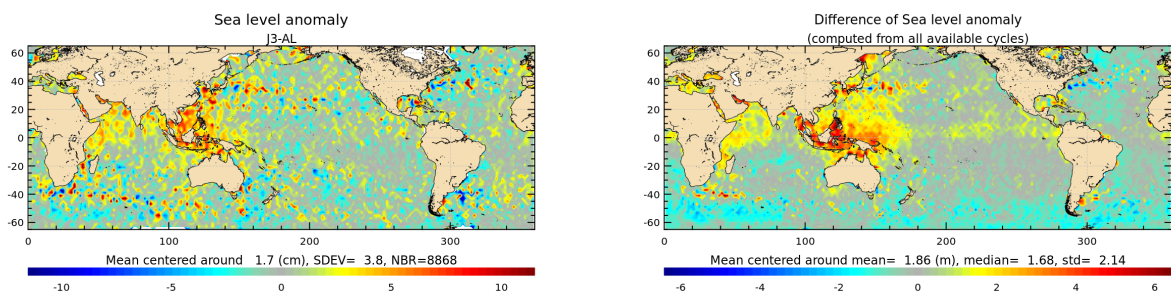 Sea level anomaly
J3-AL
60
40
20
0
-20
-40
-60
0 100 200 300
Mean centered around 1.7 (cm), SDEV= 3.8, NBR=8868
-10 -5 0 5 10
Difference of Sea level anomaly
(computed from all available cycles)
60
40
20
0
-20
-40
-60
0 100 200 300
Mean centered around mean= 1.86 (m), median= 1.68, std= 2.14
-6 -4 -2 0 2 4 6